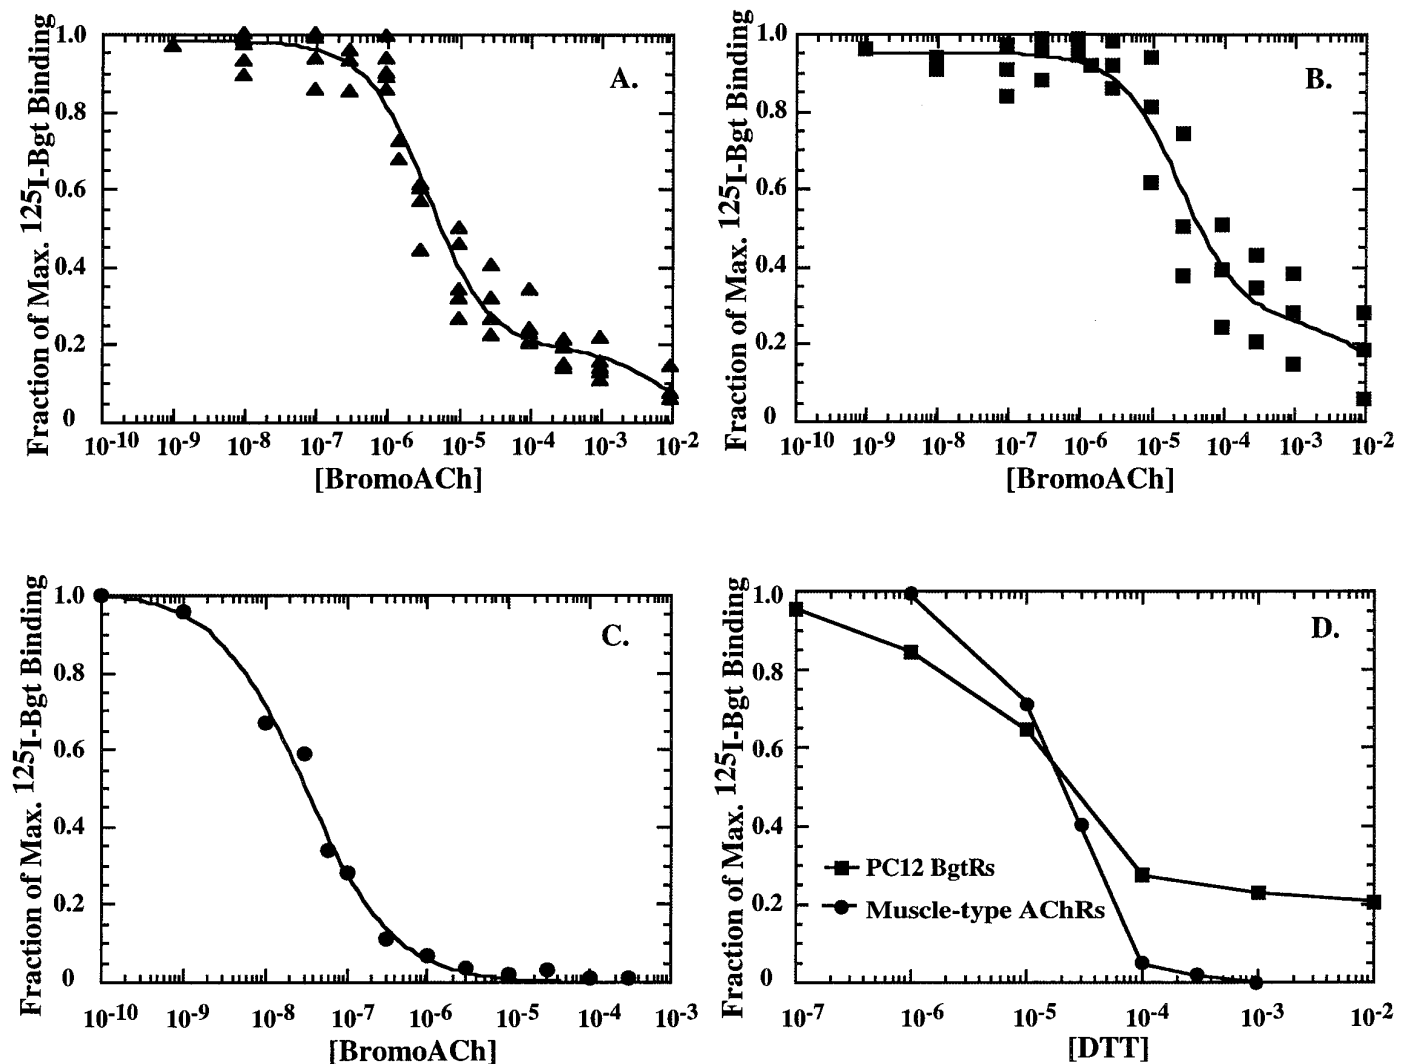 A.
Fraction of Max. 125I-Bgt Binding
1.0
0.8
0.6
0.4
0.2
0
10-10 10-9 10-8 10-7 10-6 10-5 10-4 10-3 10-2
[BromoACh]
B.
Fraction of Max. 125I-Bgt Binding
1.0
0.8
0.6
0.4
0.2
0
10-10 10-9 10-8 10-7 10-6 10-5 10-4 10-3 10-2
[BromoACh]
C.
Fraction of Max. 125I-Bgt Binding
1.0
0.8
0.6
0.4
0.2
0
10-10 10-9 10-8 10-7 10-6 10-5 10-4 10-3
[BromoACh]
D.
Fraction of Max. 125I-Bgt Binding
1.0
0.8
0.6
0.4
0.2
0
PC12 BgtRs
Muscle-type AChRs
10-7 10-6 10-5 10-4 10-3 10-2
[DTT]